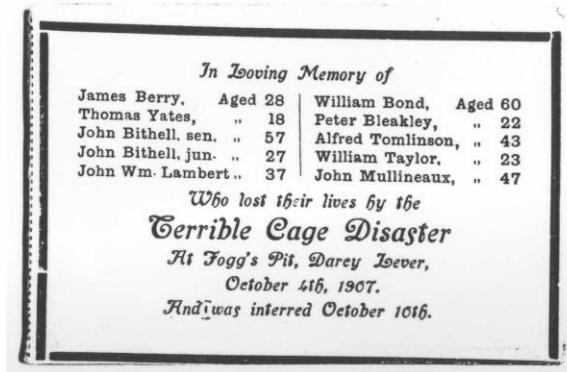 In Loving Memory of
James Berry, Aged 28
Thomas Yates, „ 18
John Bithell, sen. „ 57
John Bithell, jun. „ 27
John Wm. Lambert „ 37
William Bond, Aged 60
Peter Bleakley, „ 22
Alfred Tomlinson, „ 43
William Taylor, „ 23
John Mullineaux, „ 47
Who lost their lives by the
Terrible Cage Disaster
At Fogg's Pit, Darcy Lever,
October 4th, 1907.
And was interred October 10th.